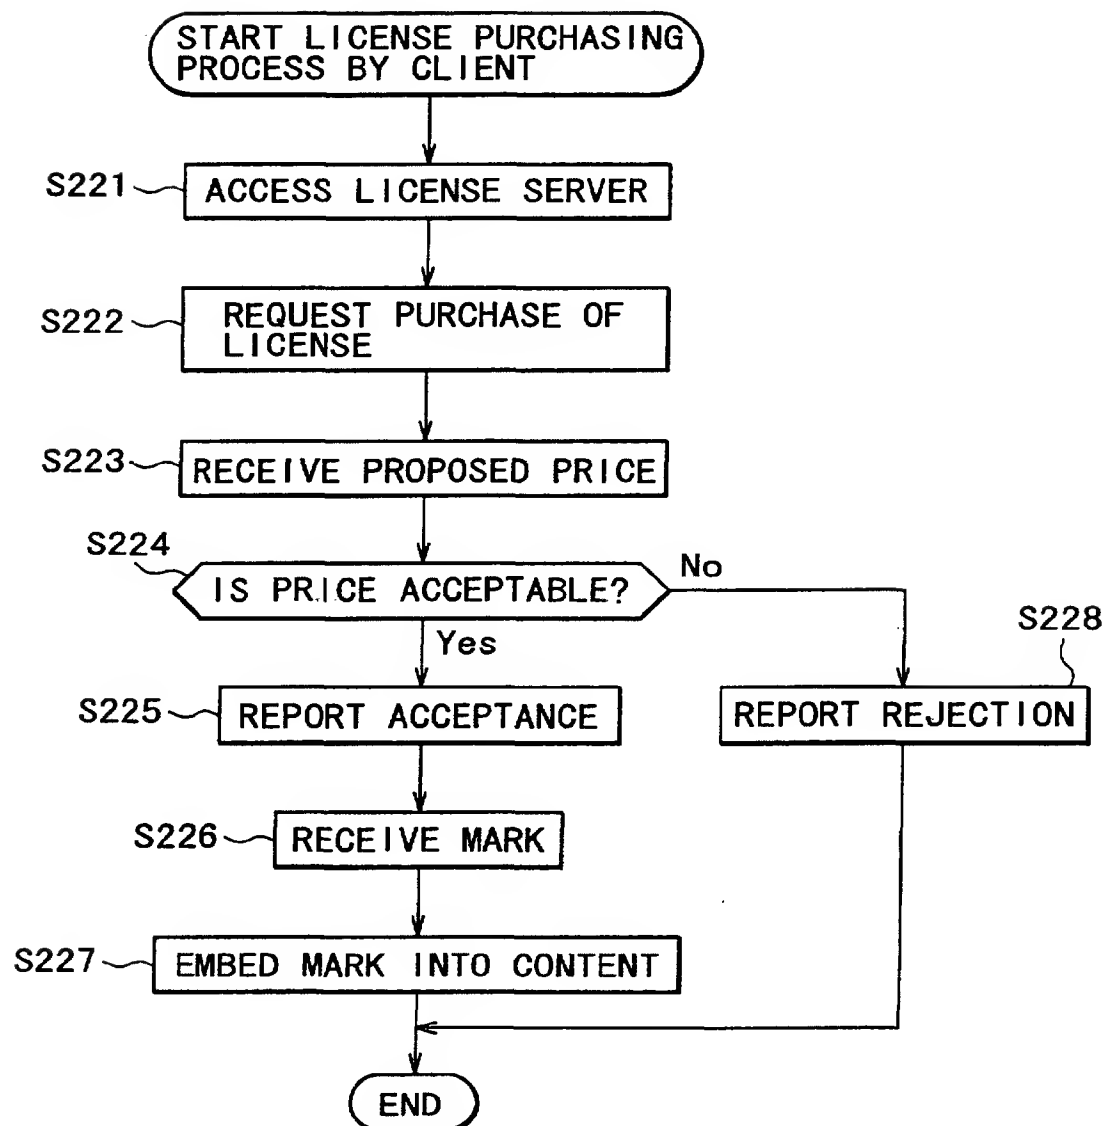 START LICENSE PURCHASING
PROCESS BY CLIENT
S221
ACCESS LICENSE SERVER
S222
REQUEST PURCHASE OF
LICENSE
S223
RECEIVE PROPOSED PRICE
S224
IS PRICE ACCEPTABLE?
No
Yes
S228
S225
REPORT ACCEPTANCE
REPORT REJECTION
S226
RECEIVE MARK
S227
EMBED MARK INTO CONTENT
END